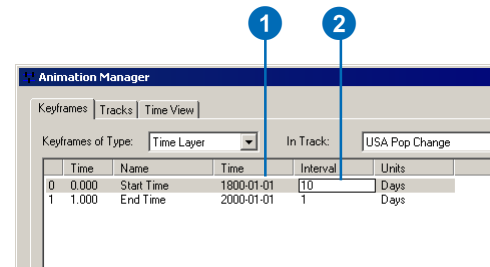 1 2
Animation Manager
Keyframes Tracks Time View
Keyframes of Type: Time Layer In Track: USA Pop Change
Time Name Time Interval Units
0 0.000 Start Time 1800-01-01 10 Days
1 1.000 End Time 2000-01-01 1 Days